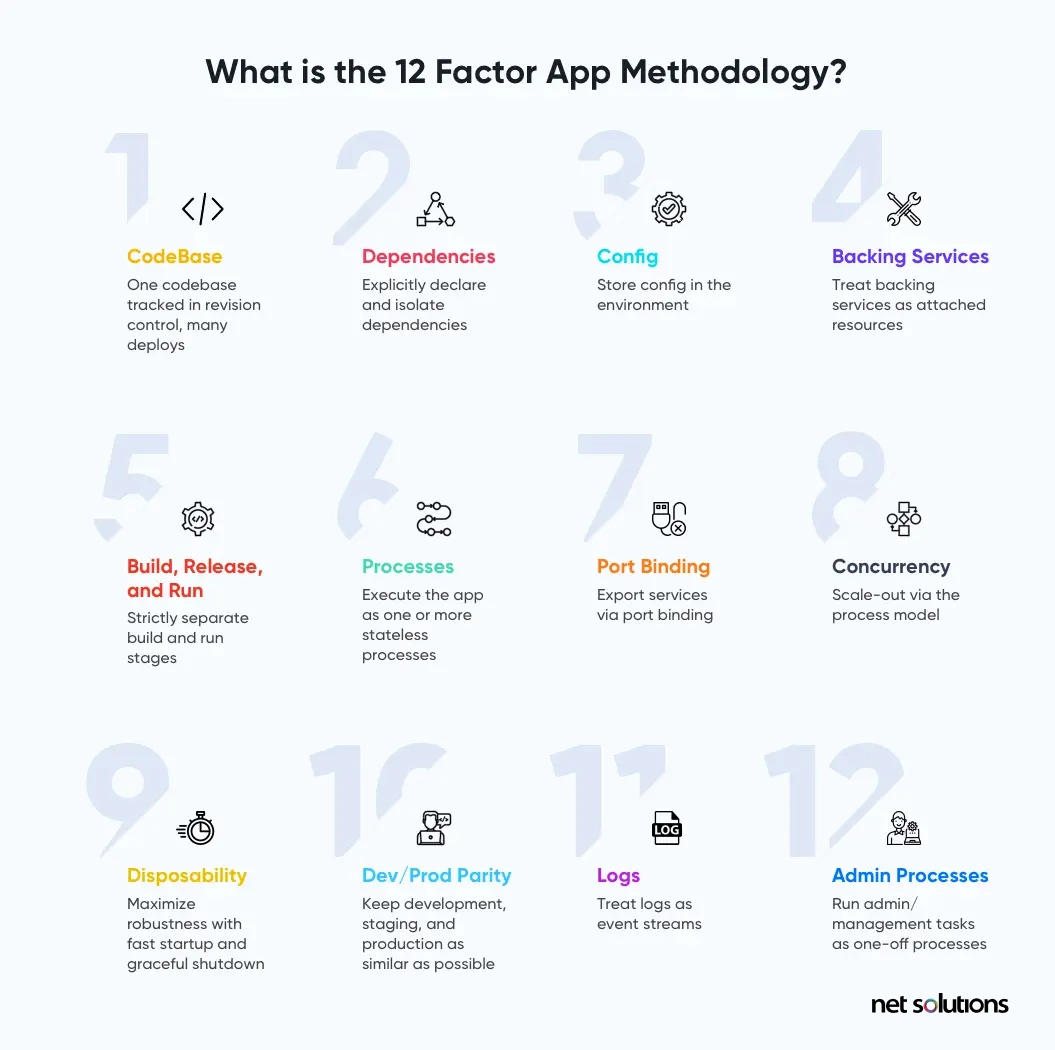 What is the 12 Factor App Methodology?
1
</>
CodeBase
One codebase
tracked in revision
control, many
deploys
2
Dependencies
Explicitly declare
and isolate
dependencies
3
Config
Store config in the
environment
4
Backing Services
Treat backing
services as attached
resources
5
</>
Build, Release,
and Run
Strictly separate
build and run
stages
6
Processes
Execute the app
as one or more
stateless
processes
7
Port Binding
Export services
via port binding
8
Concurrency
Scale-out via the
process model
9
Disposability
Maximize
robustness with
fast startup and
graceful shutdown
10
</>
Dev/Prod Parity
Keep development,
staging, and
production as
similar as possible
11
LOG
Logs
Treat logs as
event streams
12
Admin Processes
Run admin/
management tasks
as one-off processes
net solutions